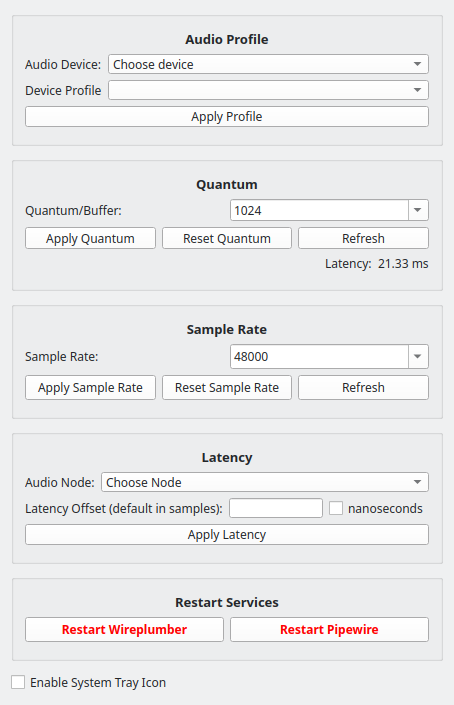 Audio Profile
Audio Device: Choose device
Device Profile
Apply Profile
Quantum
Quantum/Buffer: 1024
Apply Quantum Reset Quantum Refresh
Latency: 21.33 ms
Sample Rate
Sample Rate: 48000
Apply Sample Rate Reset Sample Rate Refresh
Latency
Audio Node: Choose Node
Latency Offset (default in samples): nanoseconds
Apply Latency
Restart Services
Restart Wireplumber Restart Pipewire
Enable System Tray Icon